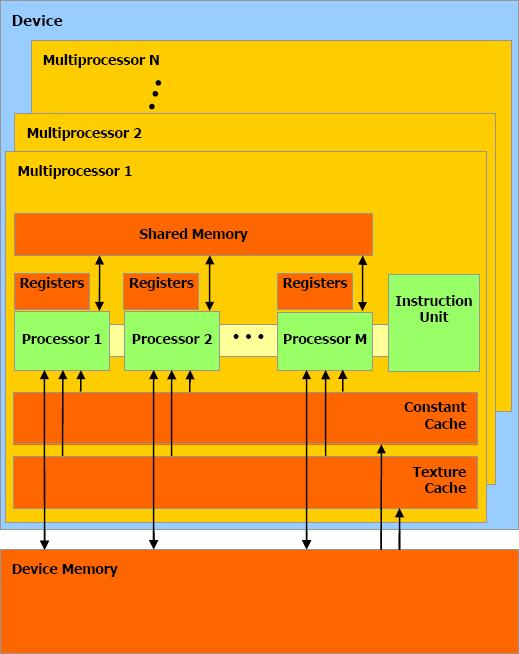 Device
Multiprocessor N
Multiprocessor 2
Multiprocessor 1
Shared Memory
Registers
Registers
Registers
Processor 1
Processor 2
• • •
Processor M
Instruction
Unit
Constant
Cache
Texture
Cache
Device Memory